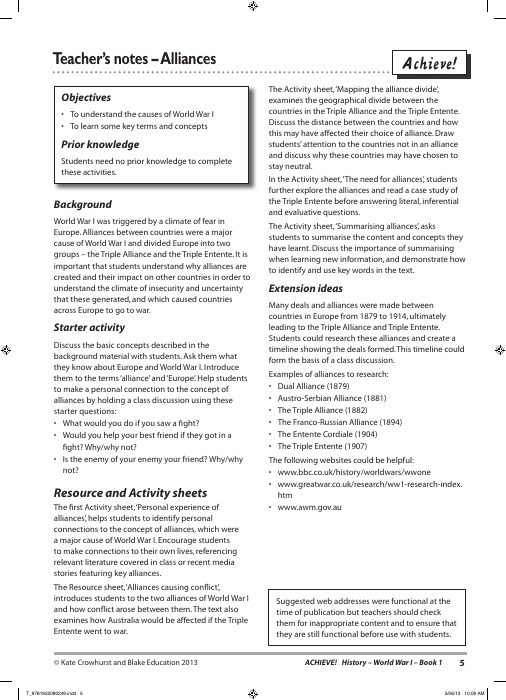 Teacher's notes – Alliances
Achieve!
Objectives
• To understand the causes of World War I
• To learn some key terms and concepts
Prior knowledge
Students need no prior knowledge to complete
these activities.
Background
World War I was triggered by a climate of fear in
Europe. Alliances between countries were a major
cause of World War I and divided Europe into two
groups – the Triple Alliance and the Triple Entente. It is
important that students understand why alliances are
created and their impact on other countries in order to
understand the climate of insecurity and uncertainty
that these generated, and which caused countries
across Europe to go to war.
Starter activity
Discuss the basic concepts described in the
background material with students. Ask them what
they know about Europe and World War I. Introduce
them to the terms 'alliance' and 'Europe'. Help students
to make a personal connection to the concept of
alliances by holding a class discussion using these
starter questions:
• What would you do if you saw a fight?
• Would you help your best friend if they got in a
fight? Why/why not?
• Is the enemy of your enemy your friend? Why/why
not?
Resource and Activity sheets
The first Activity sheet, 'Personal experience of
alliances', helps students to identify personal
connections to the concept of alliances, which were
a major cause of World War I. Encourage students
to make connections to their own lives, referencing
relevant literature covered in class or recent media
stories featuring key alliances.
The Resource sheet, 'Alliances causing conflict',
introduces students to the two alliances of World War I
and how conflict arose between them. The text also
examines how Australia would be affected if the Triple
Entente went to war.
The Activity sheet, 'Mapping the alliance divide',
examines the geographical divide between the
countries in the Triple Alliance and the Triple Entente.
Discuss the distance between the countries and how
this may have affected their choice of alliance. Draw
students' attention to the countries not in an alliance
and discuss why these countries may have chosen to
stay neutral.
In the Activity sheet, 'The need for alliances', students
further explore the alliances and read a case study of
the Triple Entente before answering literal, inferential
and evaluative questions.
The Activity sheet, 'Summarising alliances', asks
students to summarise the content and concepts they
have learnt. Discuss the importance of summarising
when learning new information, and demonstrate how
to identify and use key words in the text.
Extension ideas
Many deals and alliances were made between
countries in Europe from 1879 to 1914, ultimately
leading to the Triple Alliance and Triple Entente.
Students could research these alliances and create a
timeline showing the deals formed. This timeline could
form the basis of a class discussion.
Examples of alliances to research:
• Dual Alliance (1879)
• Austro-Serbian Alliance (1881)
• The Triple Alliance (1882)
• The Franco-Russian Alliance (1894)
• The Entente Cordiale (1904)
• The Triple Entente (1907)
The following websites could be helpful:
• www.bbc.co.uk/history/worldwars/wwone
• www.greatwar.co.uk/research/ww1-research-index.
htm
• www.awm.gov.au
Suggested web addresses were functional at the
time of publication but teachers should check
them for inappropriate content and to ensure that
they are still functional before use with students.
© Kate Crowhurst and Blake Education 2013
ACHIEVE! History – World War I – Book 1 5
T_9781922090249.indd 5
3/06/13 10:09 AM